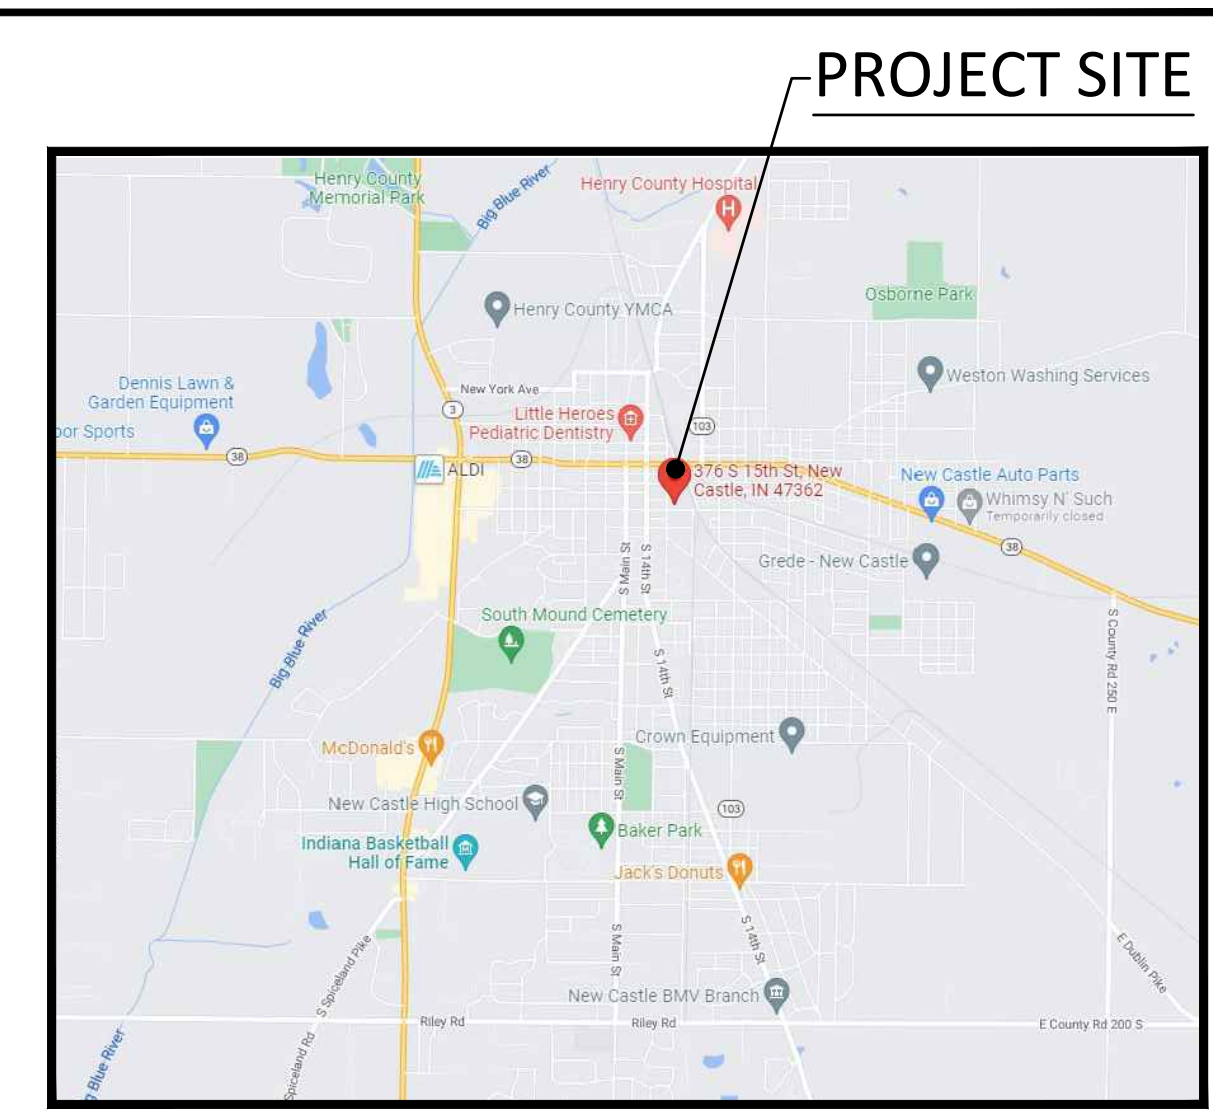 PROJECT SITE
Henry County
Memorial Park
Big Blue River
Henry County Hospital
H
Osborne Park
Henry County YMCA
Weston Washing Services
Dennis Lawn &
Garden Equipment
New York Ave
3
Little Heroes
Pediatric Dentistry
103
oor Sports
38
ALDI
38
376 S 15th St, New
Castle, IN 47362
New Castle Auto Parts
Whimsy N' Such
Temporarily closed
38
Grede - New Castle
S Main St
S 14th St
South Mound Cemetery
Big Blue River
S 14th St
S County Rd 250 E
Crown Equipment
McDonald's
S Main St
New Castle High School
103
Baker Park
Indiana Basketball
Hall of Fame
Jack's Donuts
S Main St
S 14th St
S Spiceland Pike
E Dublin Pike
New Castle BMV Branch
Riley Rd
Riley Rd
E County Rd 200 S
Spiceland Rd
g Blue River